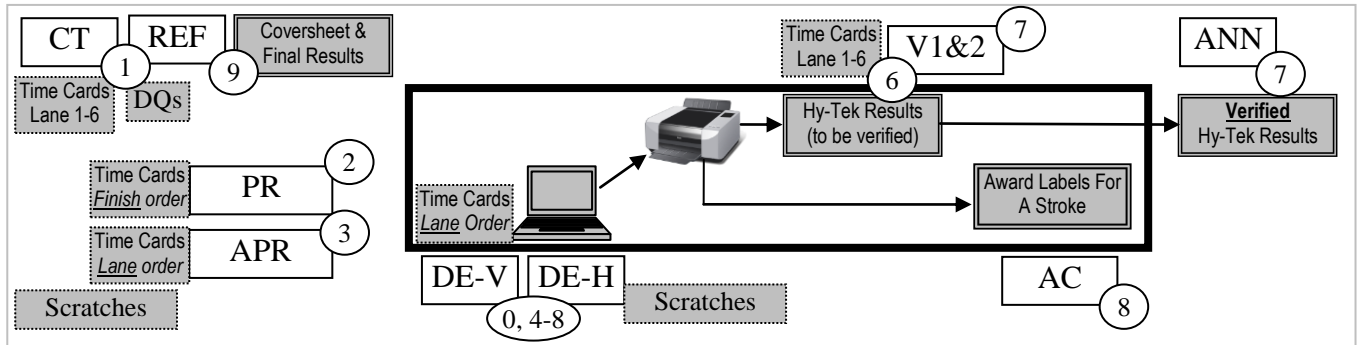 CT
REF
Coversheet &
Final Results
1
9
Time Cards
Lane 1-6
DQs
Time Cards
Lane 1-6
V1&2
7
6
ANN
7
Hy-Tek Results
(to be verified)
Verified
Hy-Tek Results
Time Cards
Finish order
PR
2
Time Cards
Lane order
APR
3
Scratches
Time Cards
Lane Order
Award Labels For
A Stroke
DE-V
DE-H
0, 4-8
Scratches
AC
8